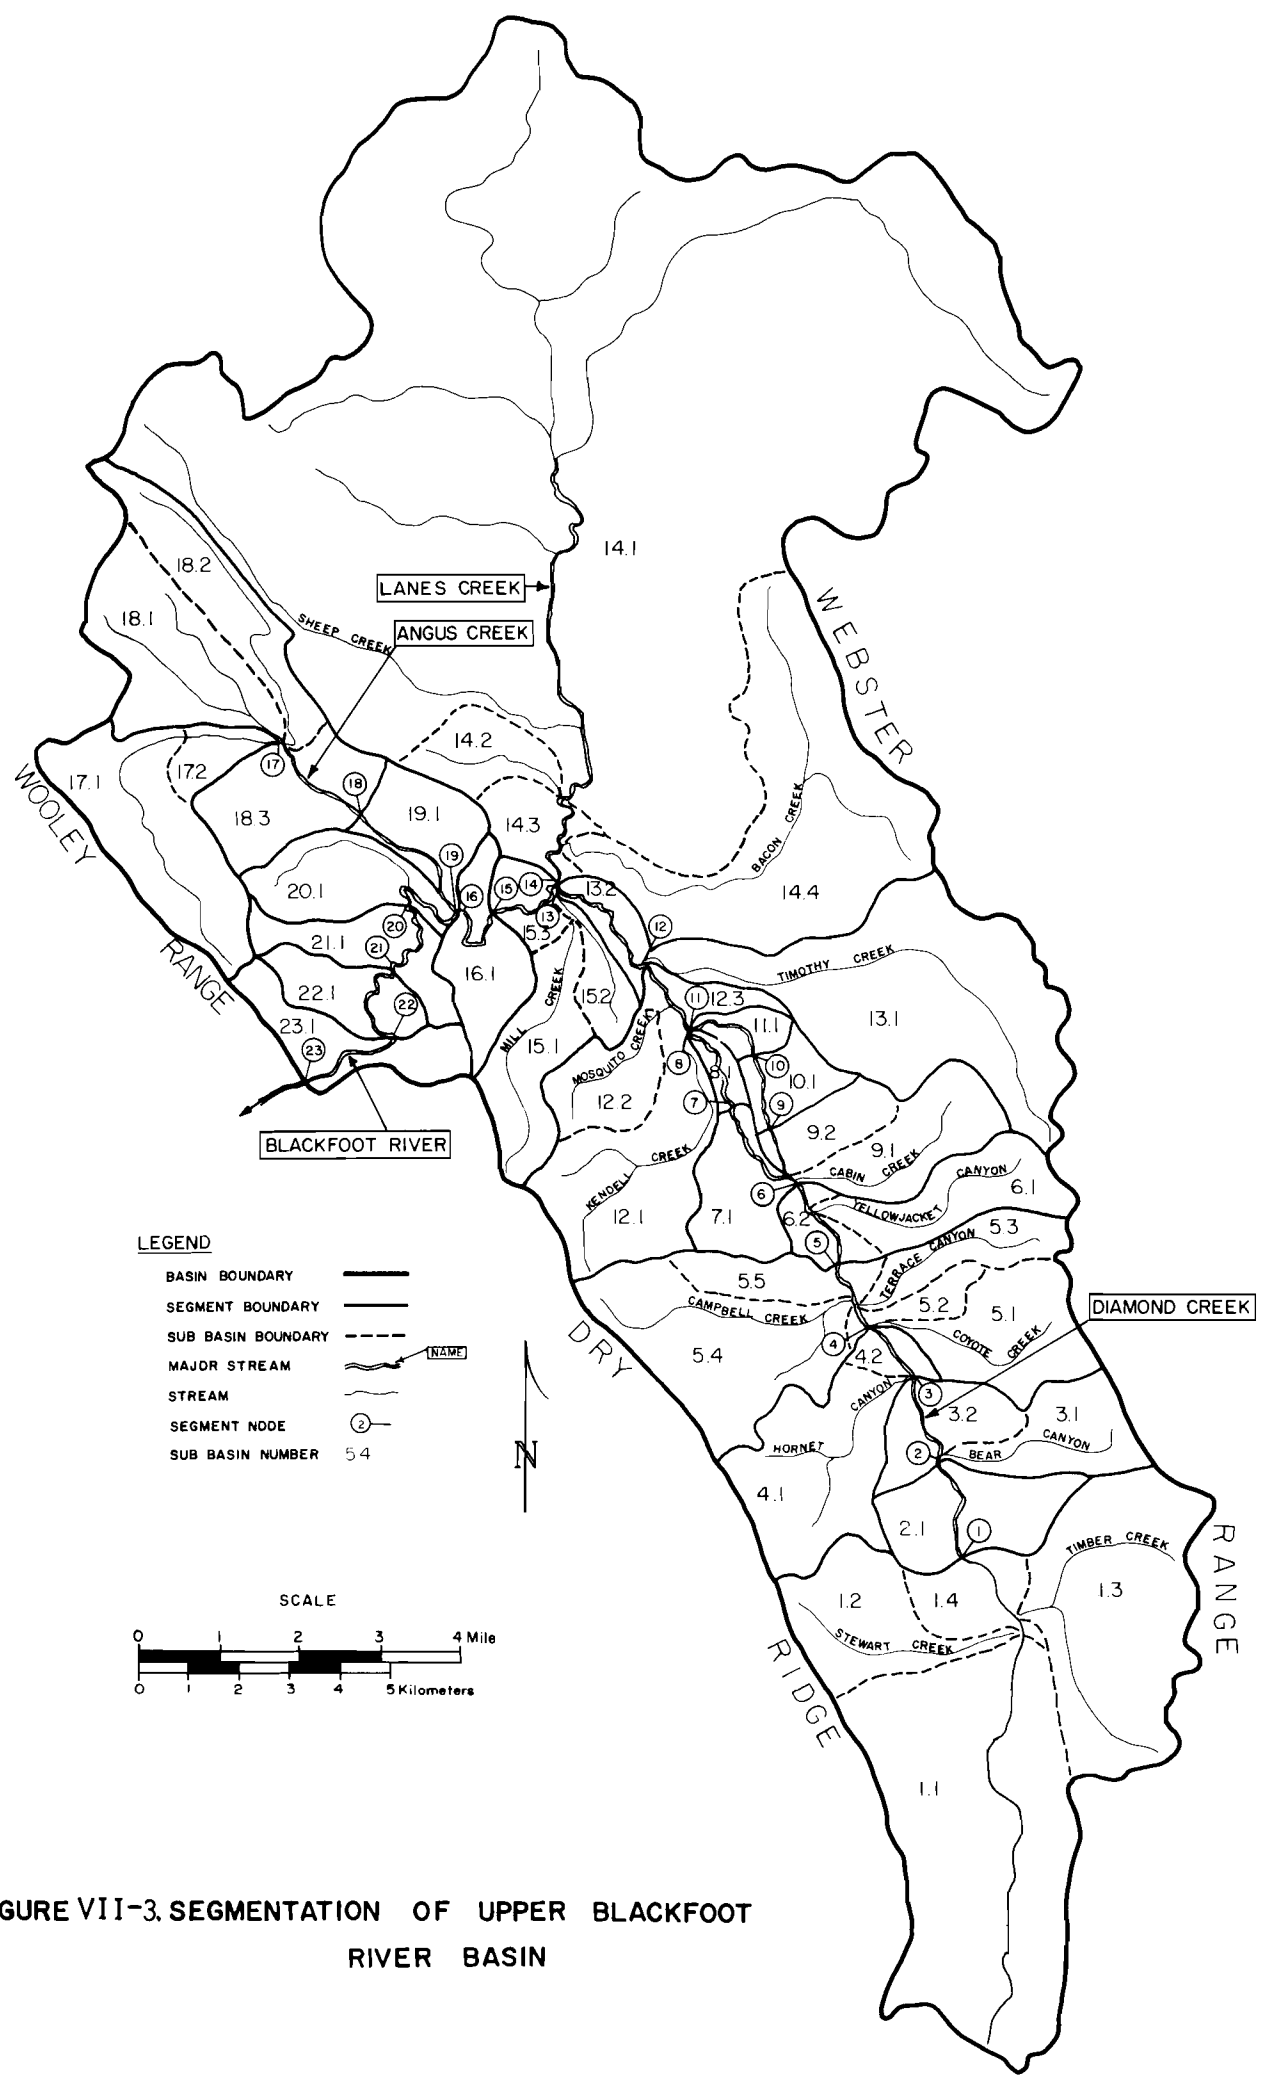 14.1
18.2
LANES CREEK
18.1
SHEEP CREEK
ANGUS CREEK
WEBSTER
14.2
17.1
17.2
17
18
WOOLEY
18.3
19.1
14.3
BACON CREEK
19
20.1
16
15
14
13.2
14.4
13
20
15.3
12
21.1
21
RANGE
16.1
TIMOTHY CREEK
22.1
MILL CREEK
15.2
11
12.3
22
13.1
23.1
11.1
23
15.1
MOSQUITO CREEK
8
8.1
10
10.1
12.2
7
9
BLACKFOOT RIVER
9.2
9.1
KENDELL CREEK
CABIN CREEK
6
YELLOWJACKET CANYON
6.1
12.1
7.1
6.2
5.3
5
TERRACE CANYON
LEGEND
BASIN BOUNDARY
SEGMENT BOUNDARY
SUB BASIN BOUNDARY
MAJOR STREAM
NAME
STREAM
SEGMENT NODE
2
SUB BASIN NUMBER
5.4
5.5
CAMPBELL CREEK
5.2
5.1
DIAMOND CREEK
DRY
4
COYOTE CREEK
5.4
4.2
3
HORNET CANYON
3.2
3.1
2
BEAR CANYON
N
4.1
2.1
1
TIMBER CREEK
RANGE
SCALE
0 1 2 3 4 Mile
0 1 2 3 4 5 Kilometers
1.2
1.4
1.3
STEWART CREEK
RIDGE
1.1
GURE VII-3. SEGMENTATION OF UPPER BLACKFOOT
RIVER BASIN